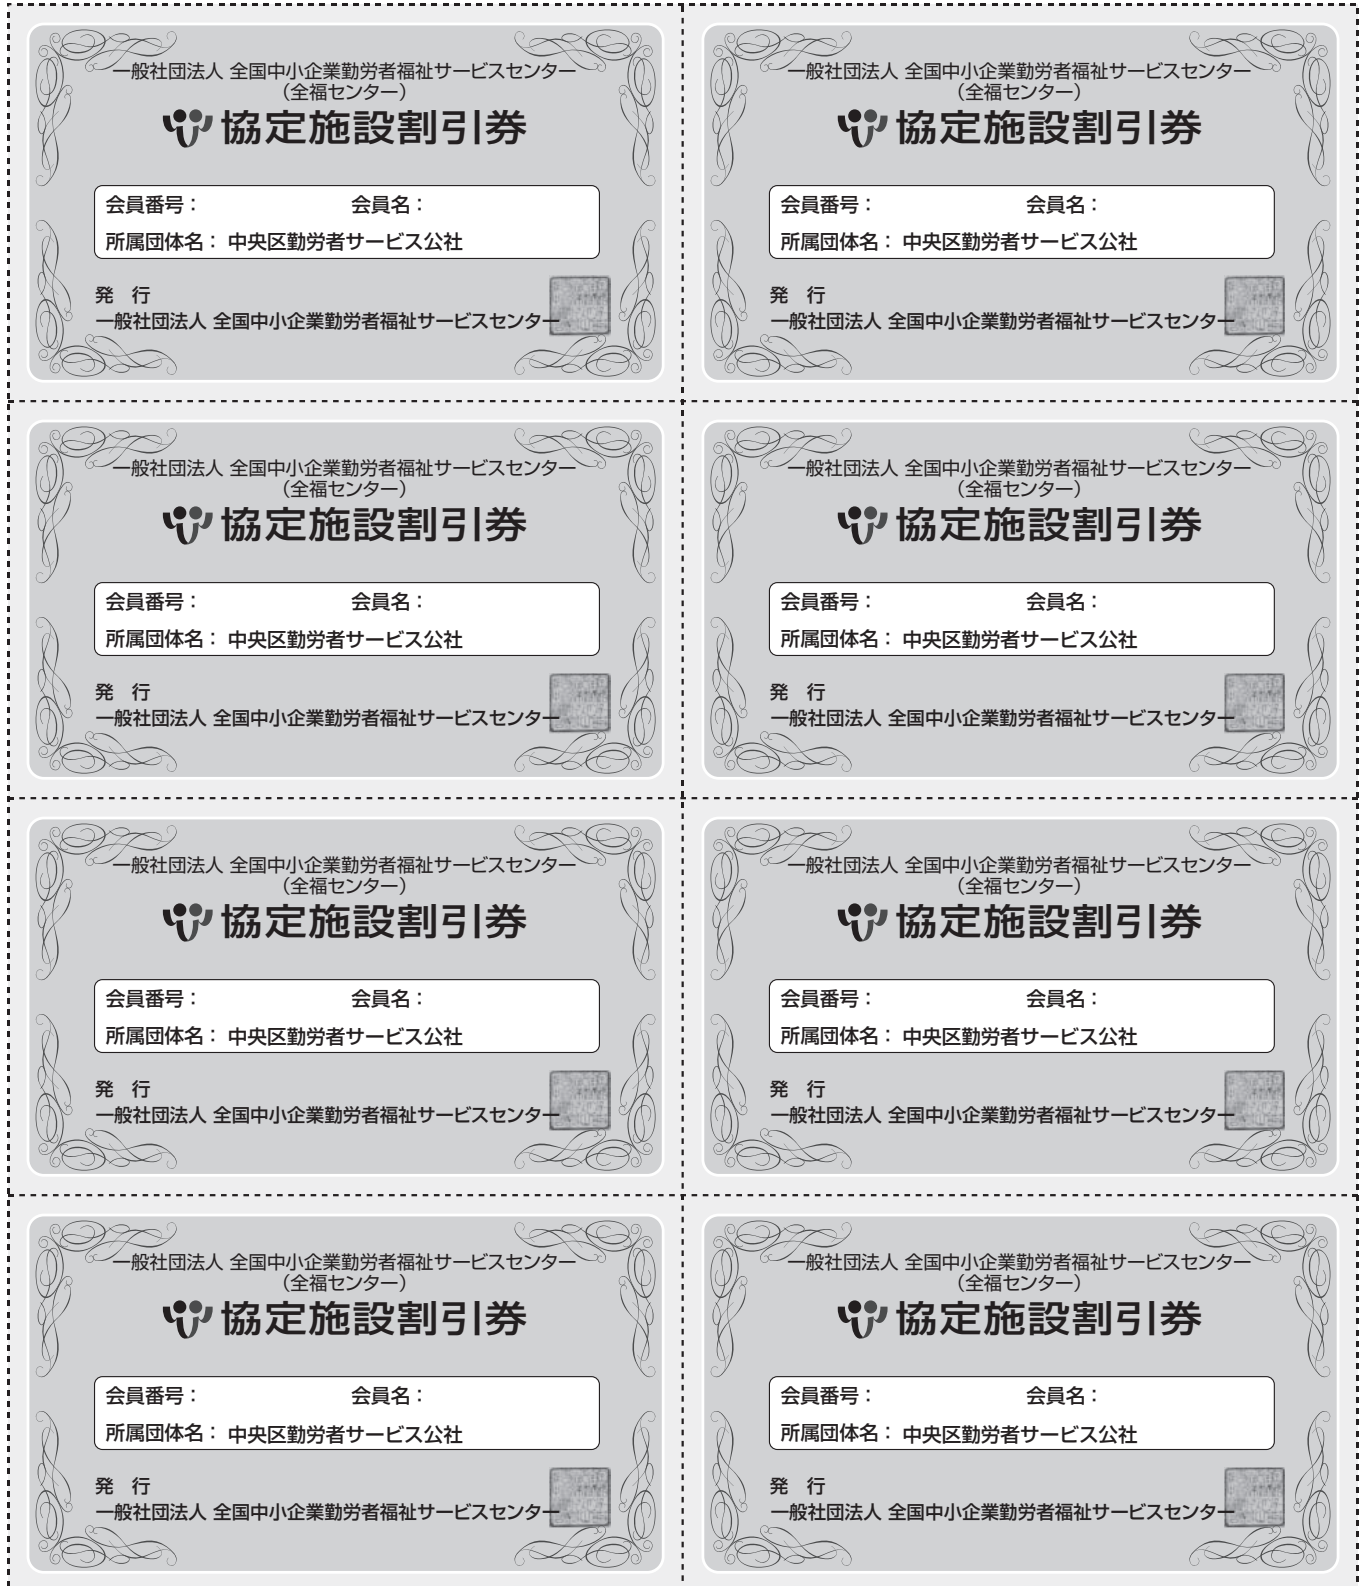 一般社団法人 全国中小企業勤労者福祉サービスセンター
（全福センター）
協定施設割引券
会員番号： 会員名：
所属団体名： 中央区勤労者サービス公社
発 行
一般社団法人 全国中小企業勤労者福祉サービスセンター
一般社団法人 全国中小企業勤労者福祉サービスセンター
（全福センター）
協定施設割引券
会員番号： 会員名：
所属団体名： 中央区勤労者サービス公社
発 行
一般社団法人 全国中小企業勤労者福祉サービスセンター
一般社団法人 全国中小企業勤労者福祉サービスセンター
（全福センター）
協定施設割引券
会員番号： 会員名：
所属団体名： 中央区勤労者サービス公社
発 行
一般社団法人 全国中小企業勤労者福祉サービスセンター
一般社団法人 全国中小企業勤労者福祉サービスセンター
（全福センター）
協定施設割引券
会員番号： 会員名：
所属団体名： 中央区勤労者サービス公社
発 行
一般社団法人 全国中小企業勤労者福祉サービスセンター
一般社団法人 全国中小企業勤労者福祉サービスセンター
（全福センター）
協定施設割引券
会員番号： 会員名：
所属団体名： 中央区勤労者サービス公社
発 行
一般社団法人 全国中小企業勤労者福祉サービスセンター
一般社団法人 全国中小企業勤労者福祉サービスセンター
（全福センター）
協定施設割引券
会員番号： 会員名：
所属団体名： 中央区勤労者サービス公社
発 行
一般社団法人 全国中小企業勤労者福祉サービスセンター
一般社団法人 全国中小企業勤労者福祉サービスセンター
（全福センター）
協定施設割引券
会員番号： 会員名：
所属団体名： 中央区勤労者サービス公社
発 行
一般社団法人 全国中小企業勤労者福祉サービスセンター
一般社団法人 全国中小企業勤労者福祉サービスセンター
（全福センター）
協定施設割引券
会員番号： 会員名：
所属団体名： 中央区勤労者サービス公社
発 行
一般社団法人 全国中小企業勤労者福祉サービスセンター